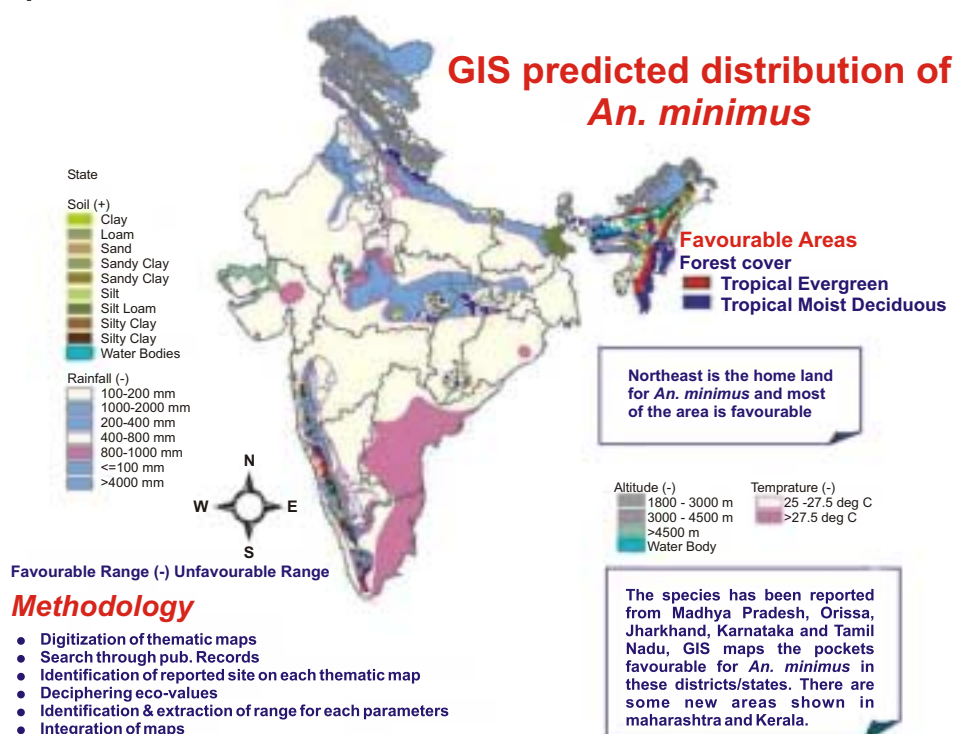 GIS predicted distribution of
An. minimus
State
Soil (+)
Clay
Loam
Sand
Sandy Clay
Sandy Clay
Silt
Silt Loam
Silty Clay
Silty Clay
Water Bodies
Rainfall (-)
100-200 mm
1000-2000 mm
200-400 mm
400-800 mm
800-1000 mm
<=100 mm
>4000 mm
N
W
E
S
Favourable Areas
Forest cover
Tropical Evergreen
Tropical Moist Deciduous
Northeast is the home land
for An. minimus and most
of the area is favourable
Altitude (-)
1800 - 3000 m
3000 - 4500 m
>4500 m
Water Body
Temprature (-)
25 -27.5 deg C
>27.5 deg C
Favourable Range (-) Unfavourable Range
Methodology
• Digitization of thematic maps
• Search through pub. Records
• Identification of reported site on each thematic map
• Deciphering eco-values
• Identification & extraction of range for each parameters
• Integration of maps
The species has been reported
from Madhya Pradesh, Orissa,
Jharkhand, Karnataka and Tamil
Nadu, GIS maps the pockets
favourable for An. minimus in
these districts/states. There are
some new areas shown in
maharashtra and Kerala.